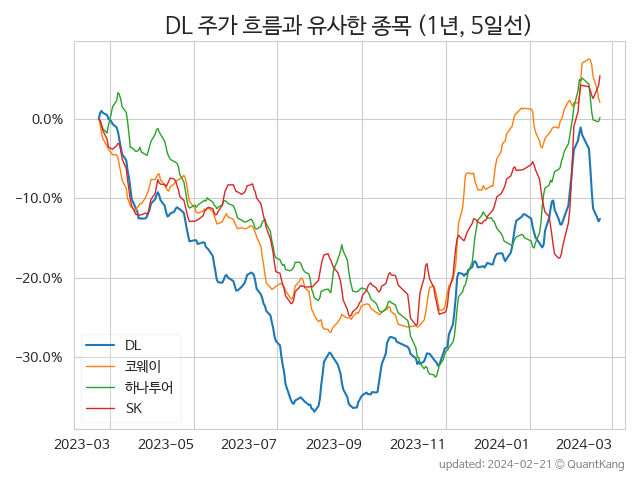 DL 주가 흐름과 유사한 종목 (1년, 5일선)
0.0%
-10.0%
-20.0%
-30.0%
DL
코웨이
하나투어
SK
2023-03 2023-05 2023-07 2023-09 2023-11 2024-01 2024-03
updated: 2024-02-21 © QuantKang